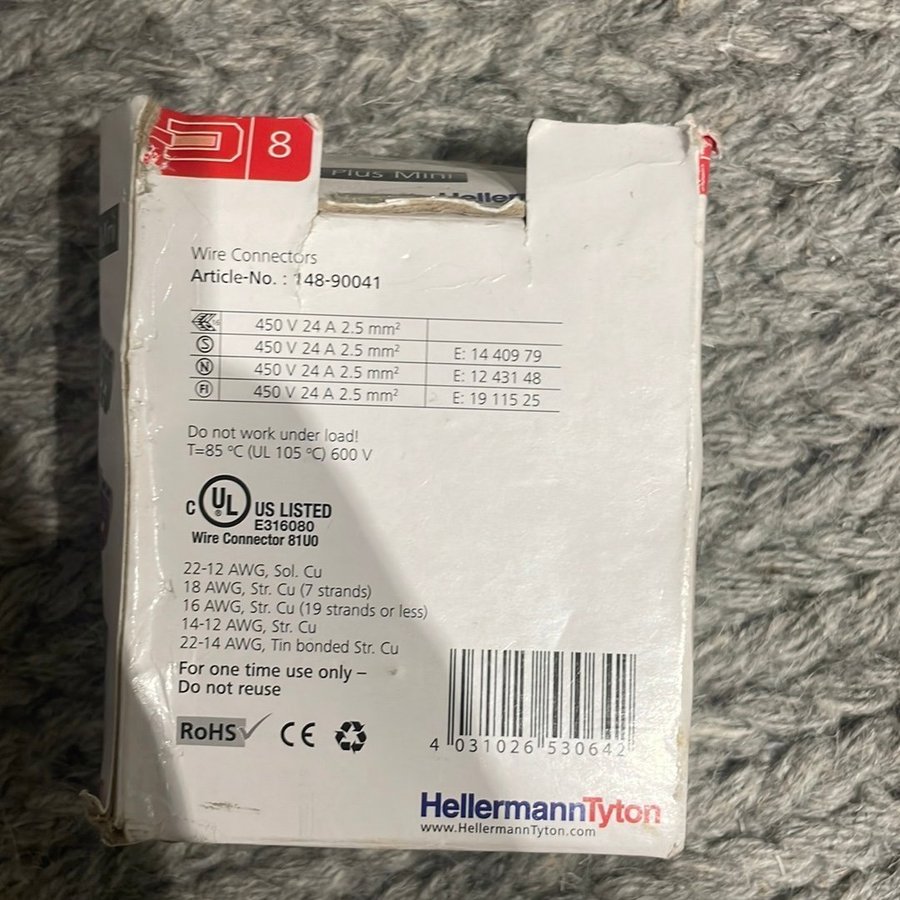 8
Plus Mini
Heller
Wire Connectors
Article-No. : 148-90041
450 V 24 A 2.5 mm²
S 450 V 24 A 2.5 mm² E: 14 409 79
N 450 V 24 A 2.5 mm² E: 12 431 48
FI 450 V 24 A 2.5 mm² E: 19 115 25
Do not work under load!
T=85 °C (UL 105 °C) 600 V
C UL ® US LISTED
E316080
Wire Connector 81U0
22-12 AWG, Sol. Cu
18 AWG, Str. Cu (7 strands)
16 AWG, Str. Cu (19 strands or less)
14-12 AWG, Str. Cu
22-14 AWG, Tin bonded Str. Cu
For one time use only –
Do not reuse
RoHS CE
4 031026 530642
HellermannTyton
www.HellermannTyton.com